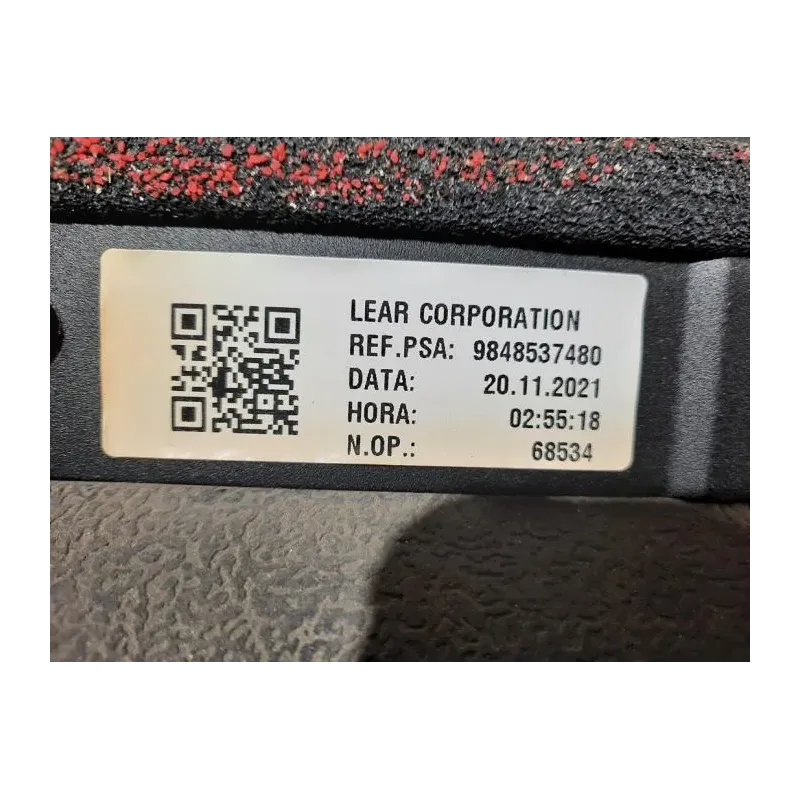 LEAR CORPORATION
REF.PSA: 9848537480
DATA: 20.11.2021
HORA: 02:55:18
N.OP.: 68534